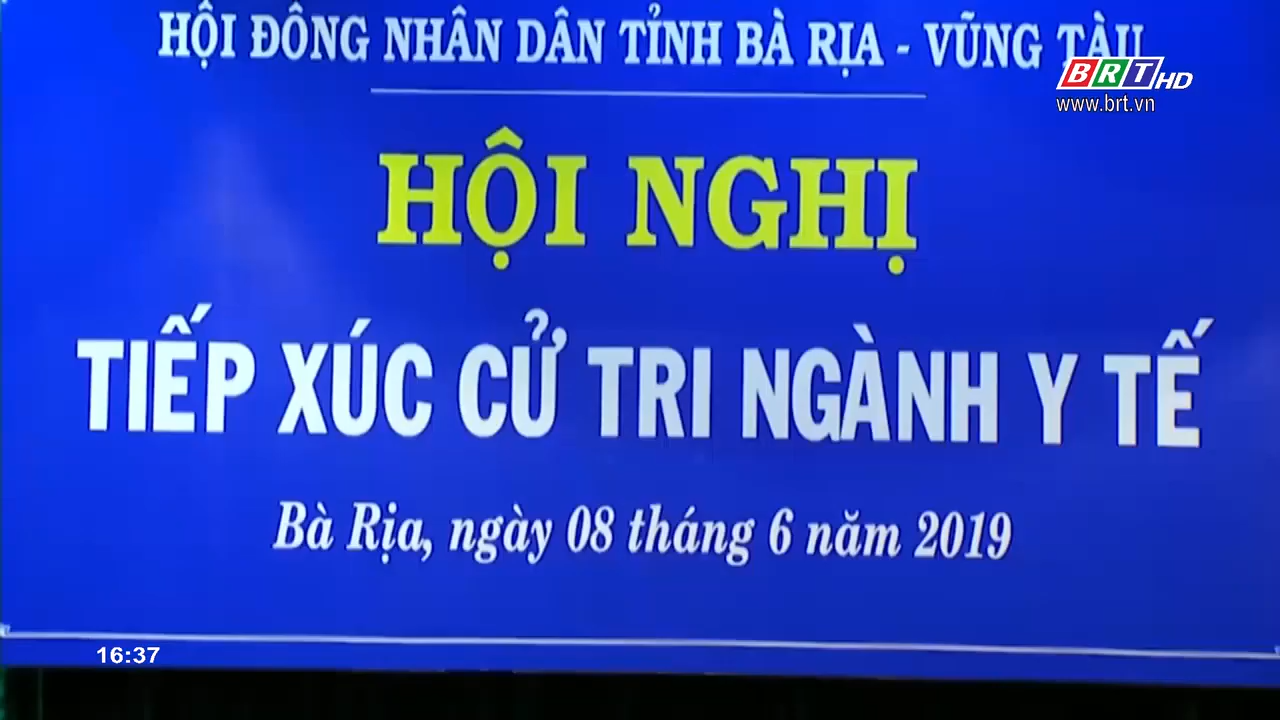 HỘI ĐỒNG NHÂN DÂN TỈNH BÀ RỊA - VŨNG TÀU
BRT HD
www.brt.vn
HỘI NGHỊ
TIẾP XÚC CỬ TRI NGÀNH Y TẾ
Bà Rịa, ngày 08 tháng 6 năm 2019
16:37